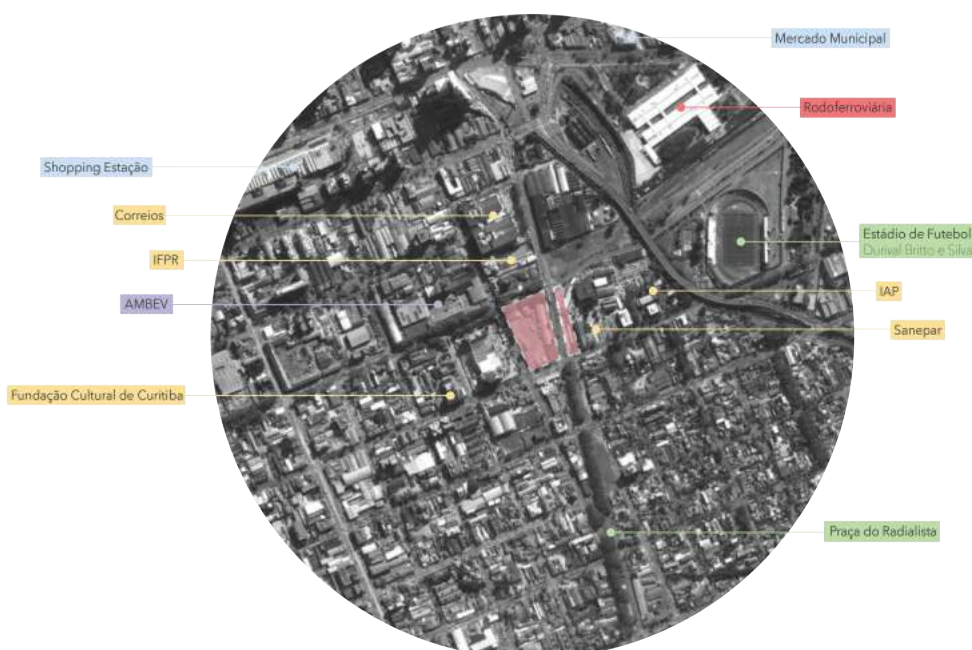 Mercado Municipal
Rodoferroviária
Shopping Estação
Correios
Estádio de Futebol
Durival Britto e Silva
IFPR
IAP
AMBEV
Sanepar
Fundação Cultural de Curitiba
Praça do Radialista